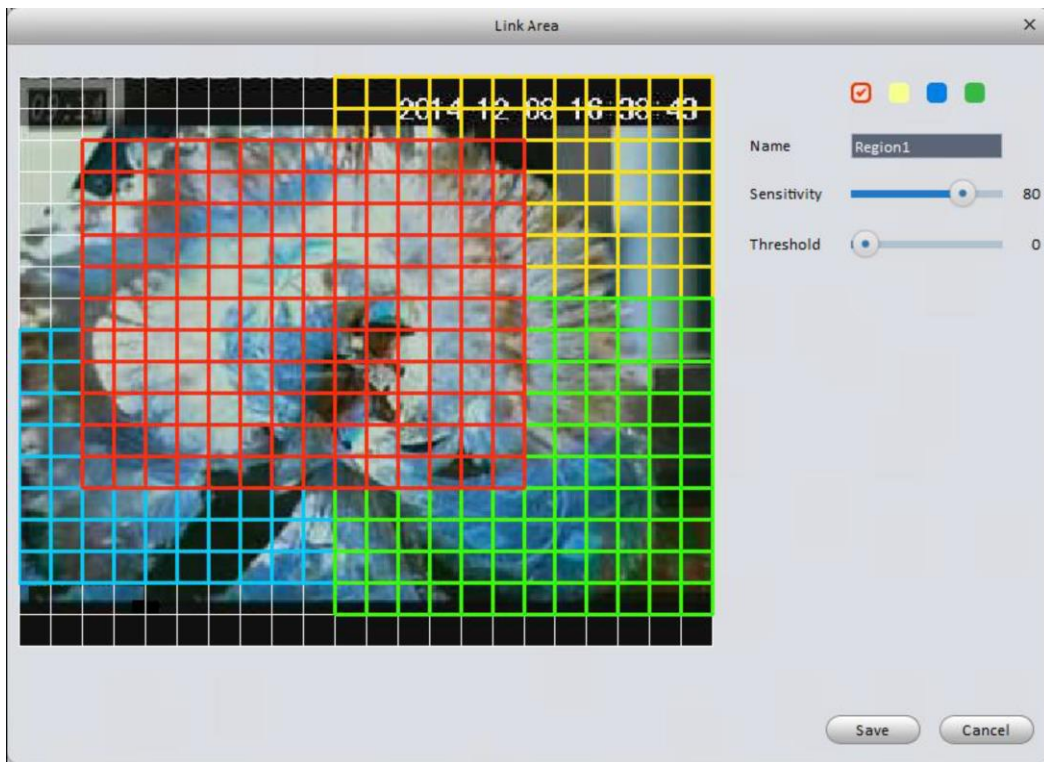 Link Area
2014-12-08 16:38:43
Name
Region1
Sensitivity
80
Threshold
0
Save
Cancel